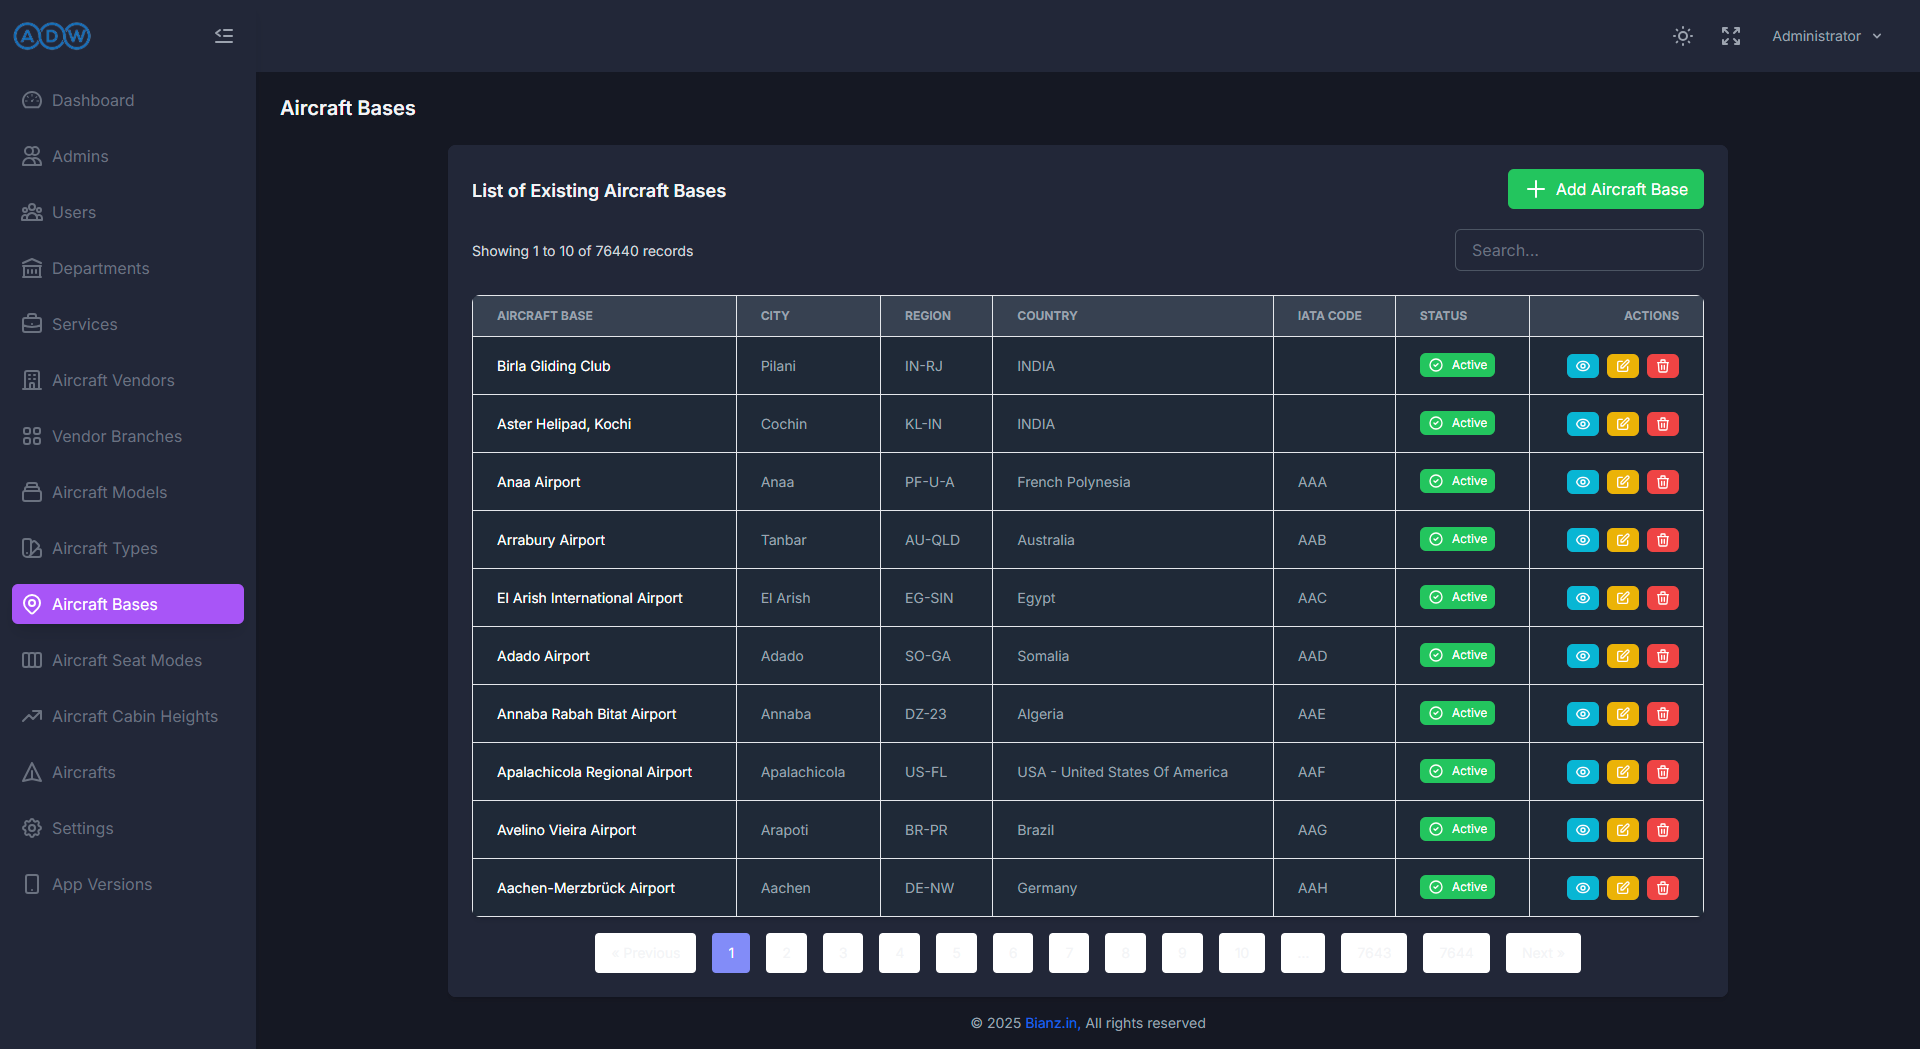 ADW
Administrator
Dashboard
Admins
Users
Departments
Services
Aircraft Vendors
Vendor Branches
Aircraft Models
Aircraft Types
Aircraft Bases
Aircraft Seat Modes
Aircraft Cabin Heights
Aircrafts
Settings
App Versions
Aircraft Bases
List of Existing Aircraft Bases
Add Aircraft Base
Showing 1 to 10 of 76440 records
Search...
AIRCRAFT BASE CITY REGION COUNTRY IATA CODE STATUS ACTIONS
Birla Gliding Club Pilani IN-RJ INDIA Active
Aster Helipad, Kochi Cochin KL-IN INDIA Active
Anaa Airport Anaa PF-U-A French Polynesia AAA Active
Arrabury Airport Tanbar AU-QLD Australia AAB Active
El Arish International Airport El Arish EG-SIN Egypt AAC Active
Adado Airport Adado SO-GA Somalia AAD Active
Annaba Rabah Bitat Airport Annaba DZ-23 Algeria AAE Active
Apalachicola Regional Airport Apalachicola US-FL USA - United States Of America AAF Active
Avelino Vieira Airport Arapoti BR-PR Brazil AAG Active
Aachen-Merzbrück Airport Aachen DE-NW Germany AAH Active
« Previous 1 2 3 4 5 6 7 8 9 10 ... 7643 7644 Next »
© 2025 Bianz.in, All rights reserved